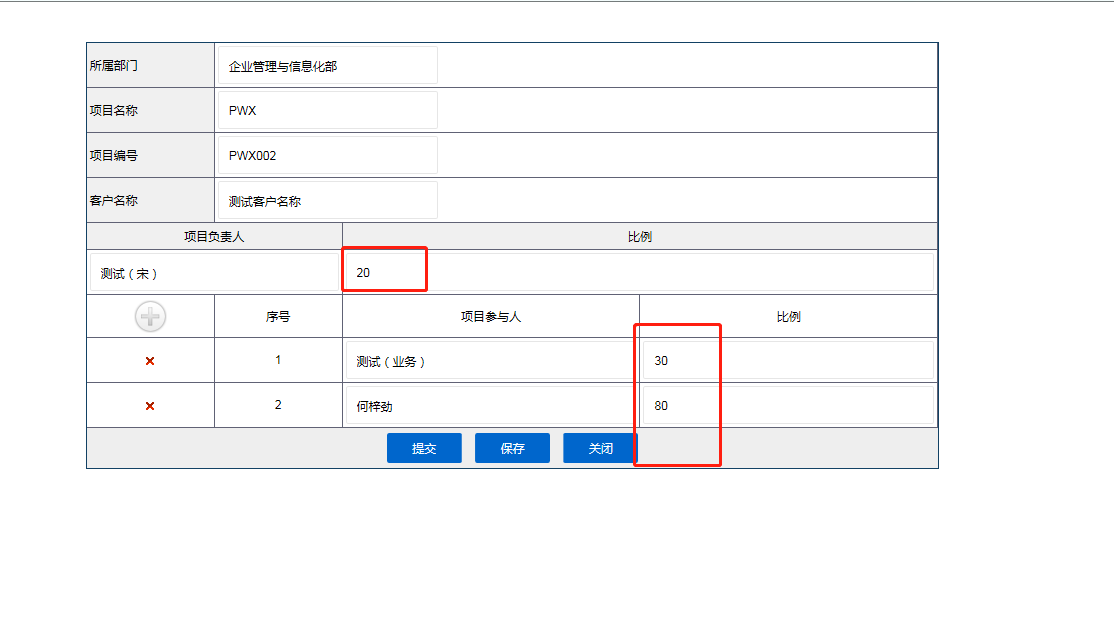 所属部门 企业管理与信息化部
项目名称 PWX
项目编号 PWX002
客户名称 测试客户名称
项目负责人 比例
测试（宋） 20
序号 项目参与人 比例
1 测试（业务） 30
2 何梓劲 80
提交 保存 关闭